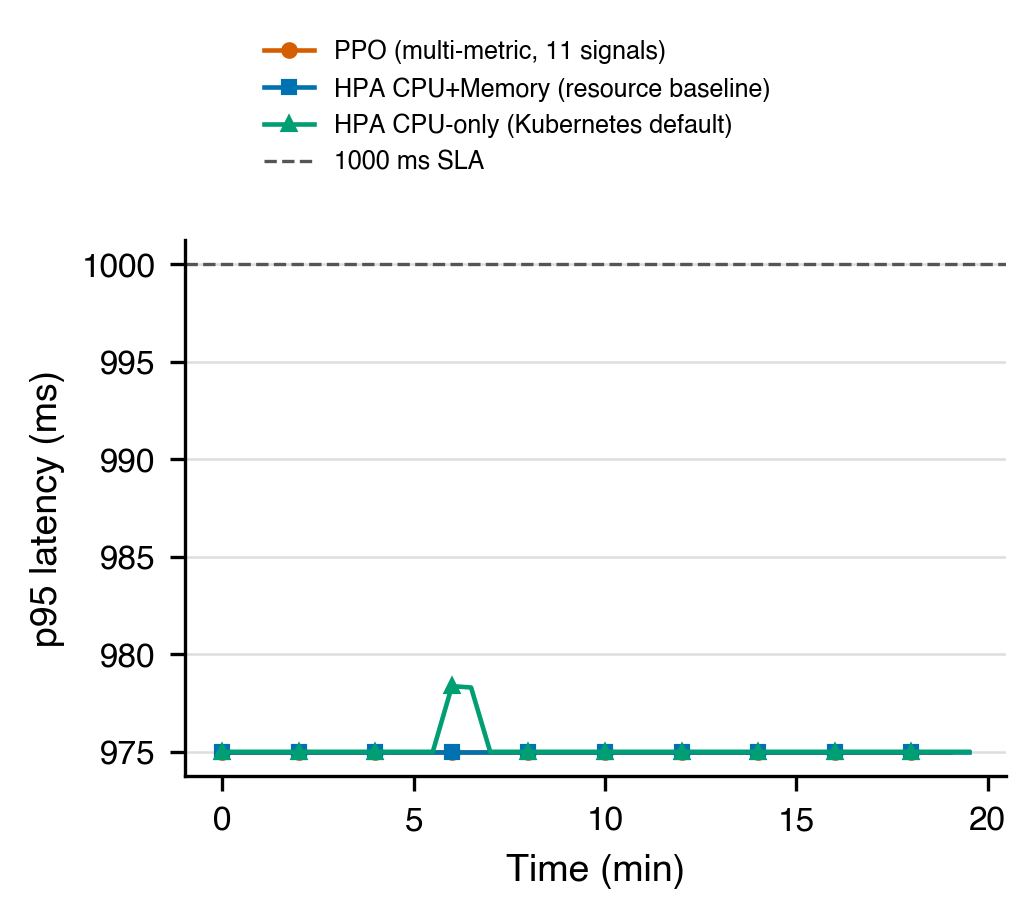 PPO (multi-metric, 11 signals)
HPA CPU+Memory (resource baseline)
HPA CPU-only (Kubernetes default)
1000 ms SLA
1000
995
990
985
980
975
p95 latency (ms)
0 5 10 15 20
Time (min)